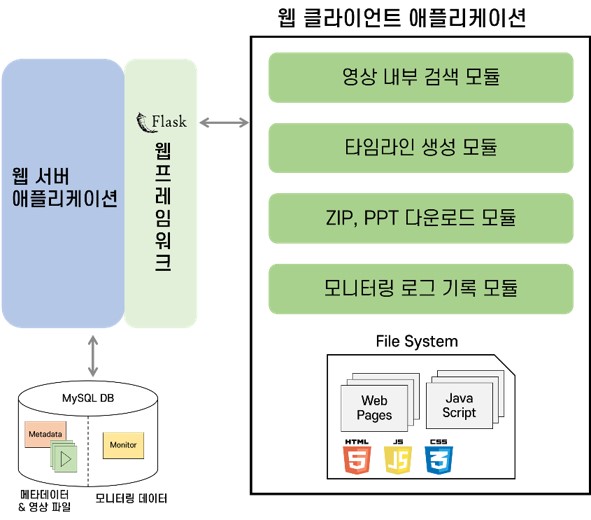 웹 클라이언트 애플리케이션
영상 내부 검색 모듈
타임라인 생성 모듈
ZIP, PPT 다운로드 모듈
모니터링 로그 기록 모듈
File System
Web
Pages
Java
Script
HTML
5
JS
CSS
3
Flask
웹프레임워크
웹 서버
애플리케이션
MySQL DB
Metadata
Monitor
메타데이터
& 영상 파일
모니터링 데이터